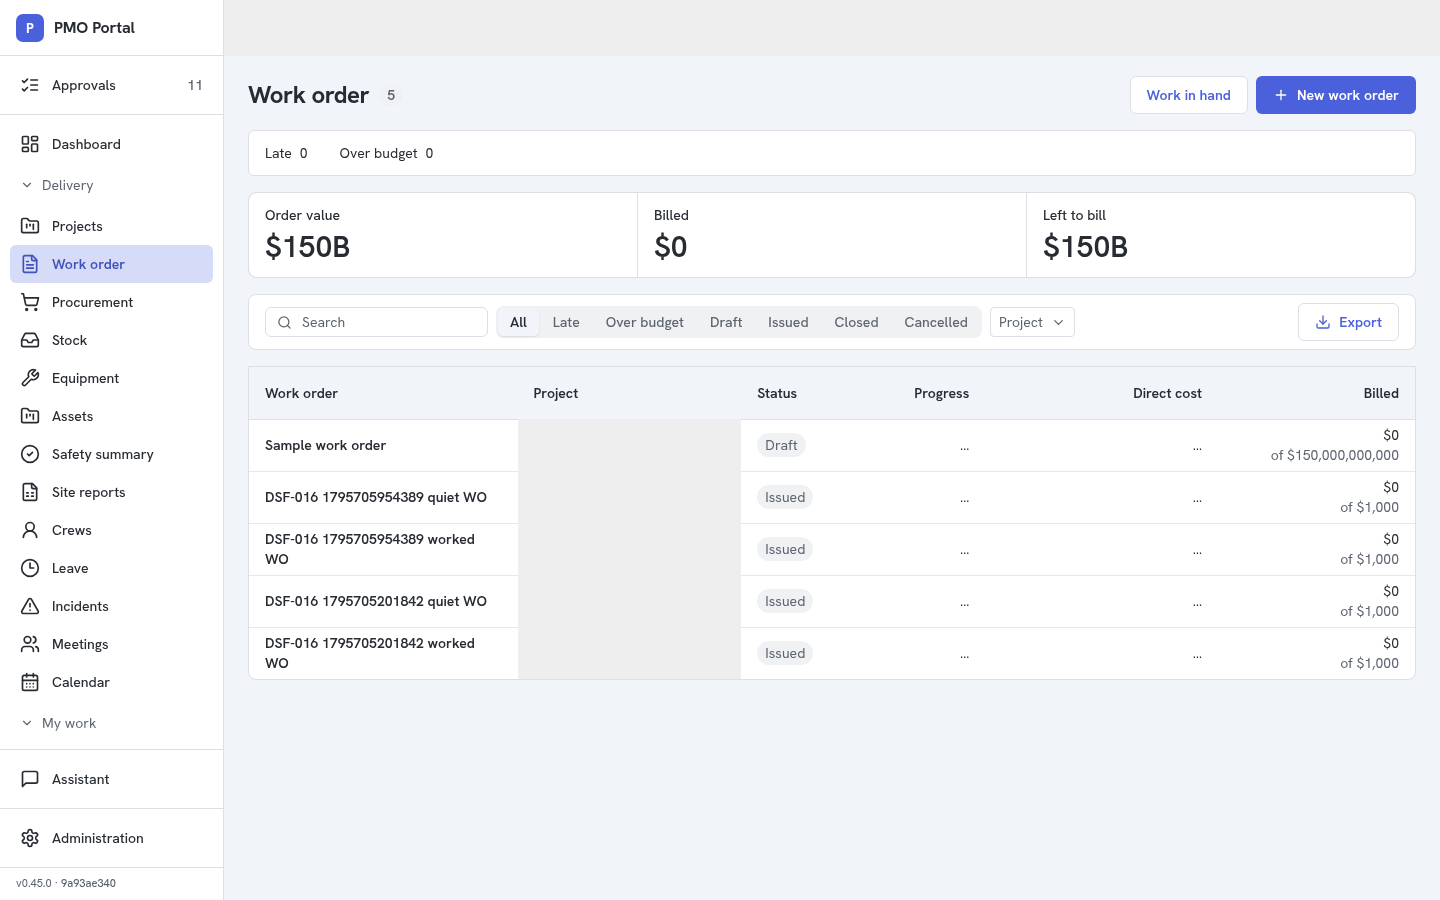 P PMO Portal
Approvals 11
Dashboard
Delivery
Projects
Work order
Procurement
Stock
Equipment
Assets
Safety summary
Site reports
Crews
Leave
Incidents
Meetings
Calendar
My work
Assistant
Administration
v0.45.0 · 9a93ae340
Work order 5
Work in hand
New work order
Late 0 Over budget 0
Order value
$150B
Billed
$0
Left to bill
$150B
Search
All Late Over budget Draft Issued Closed Cancelled
Project
Export
Work order Project Status Progress Direct cost Billed
Sample work order Draft ... ... $0
of $150,000,000,000
DSF-016 1795705954389 quiet WO Issued ... ... $0
of $1,000
DSF-016 1795705954389 worked
WO Issued ... ... $0
of $1,000
DSF-016 1795705201842 quiet WO Issued ... ... $0
of $1,000
DSF-016 1795705201842 worked
WO Issued ... ... $0
of $1,000